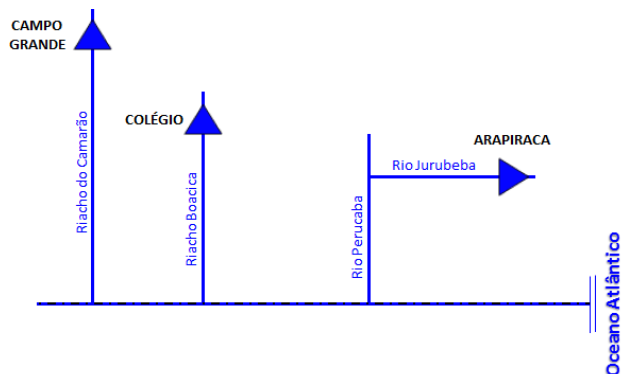 CAMPO
GRANDE
COLÉGIO
ARAPIRACA
Rio Jurubeba
Riacho do Camarão
Riacho Boacica
Rio Perucaba
Oceano Atlântico